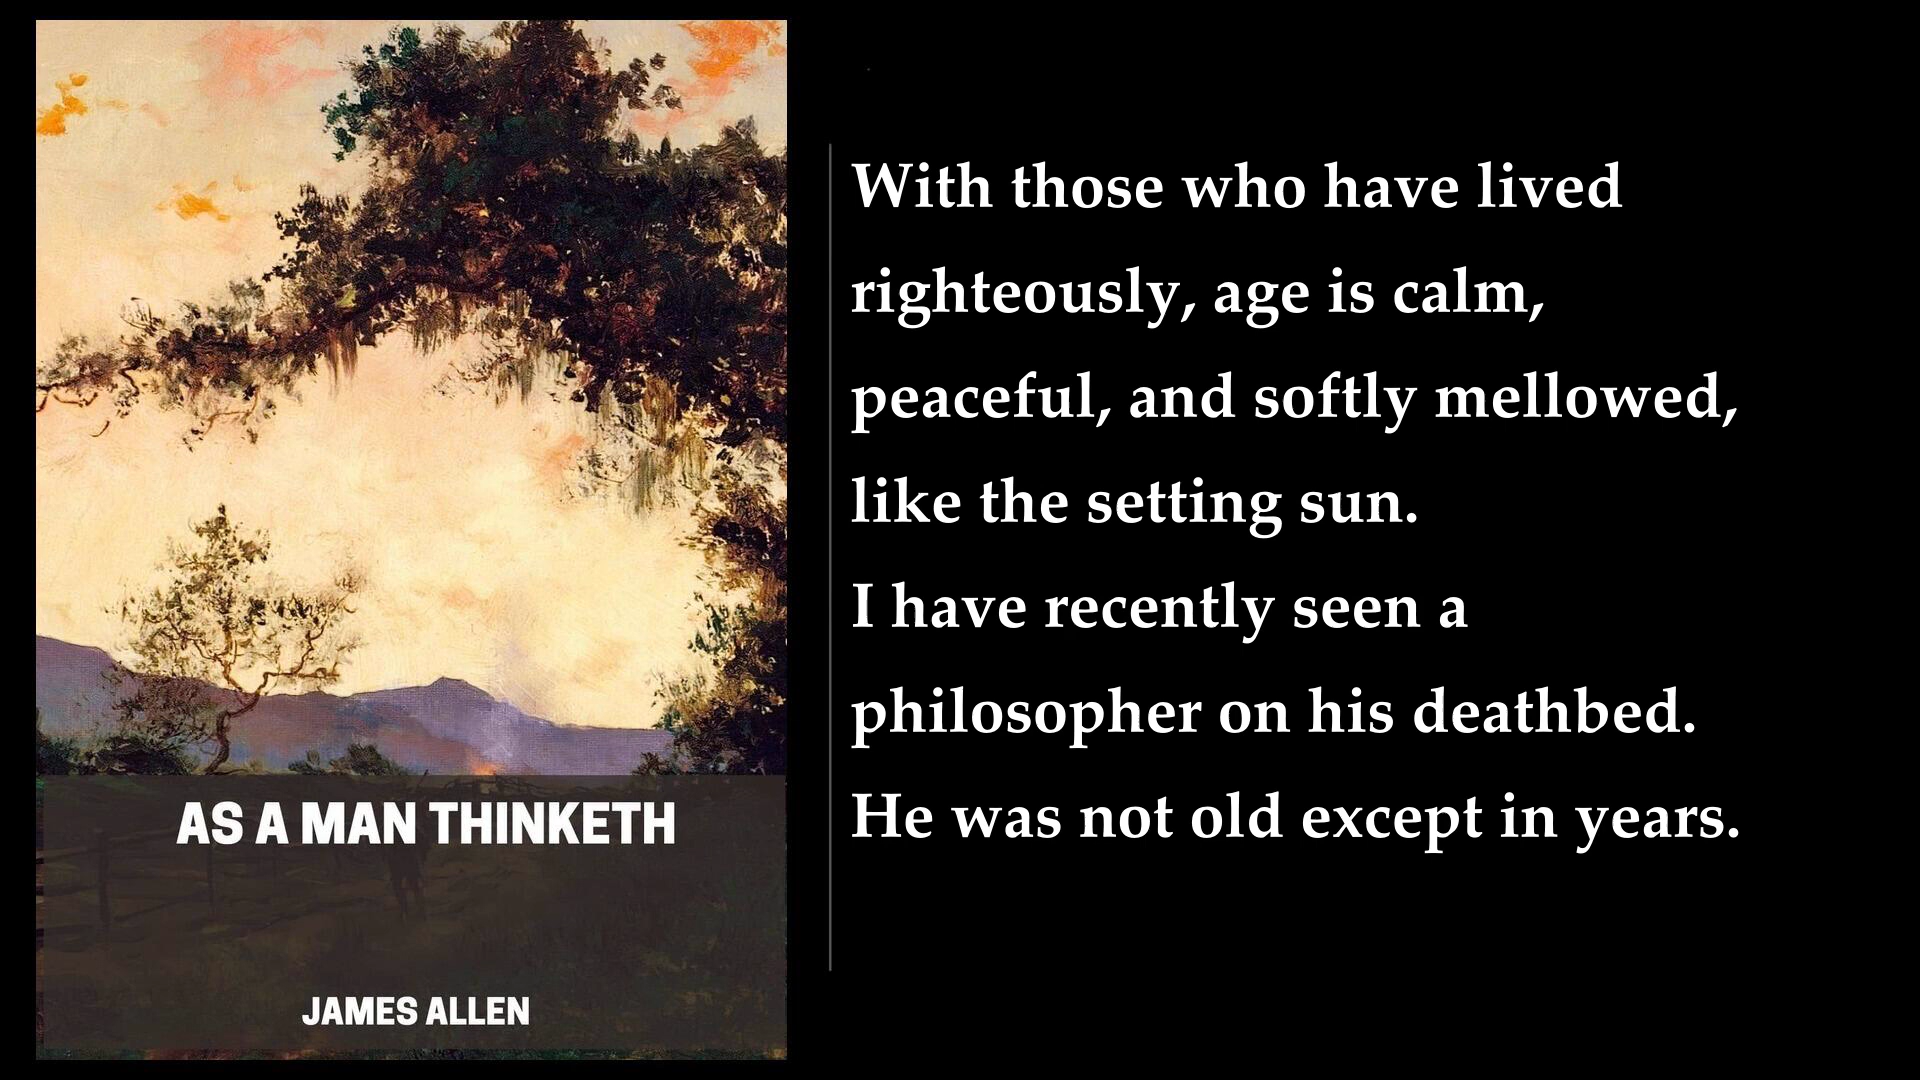 AS A MAN THINKETH
JAMES ALLEN
With those who have lived
righteously, age is calm,
peaceful, and softly mellowed,
like the setting sun.
I have recently seen a
philosopher on his deathbed.
He was not old except in years.